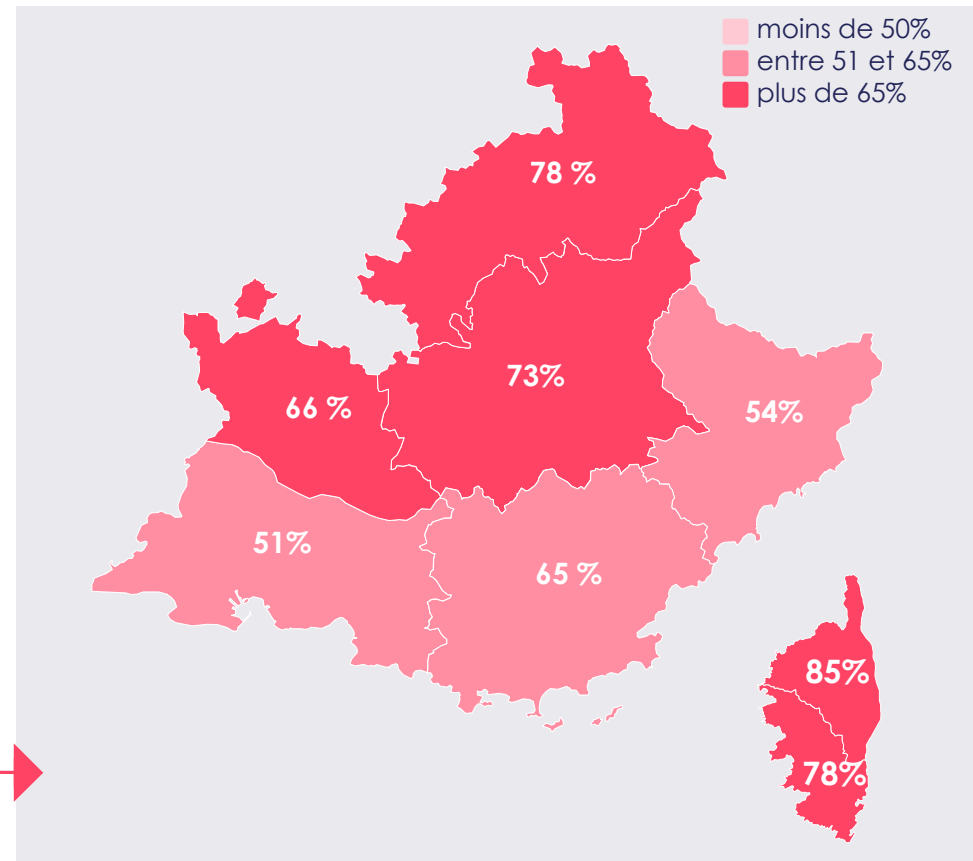 moins de 50%
entre 51 et 65%
plus de 65%
78 %
73%
66 %
54%
51%
65 %
85%
78%